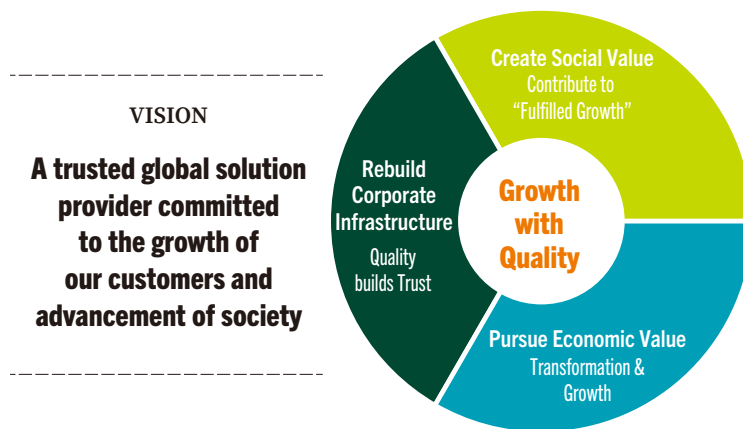 VISION
A trusted global solution
provider committed
to the growth of
our customers and
advancement of society
Create Social Value
Contribute to
“Fulfilled Growth”
Rebuild
Corporate
Infrastructure
Quality
builds Trust
Growth
with
Quality
Pursue Economic Value
Transformation &
Growth